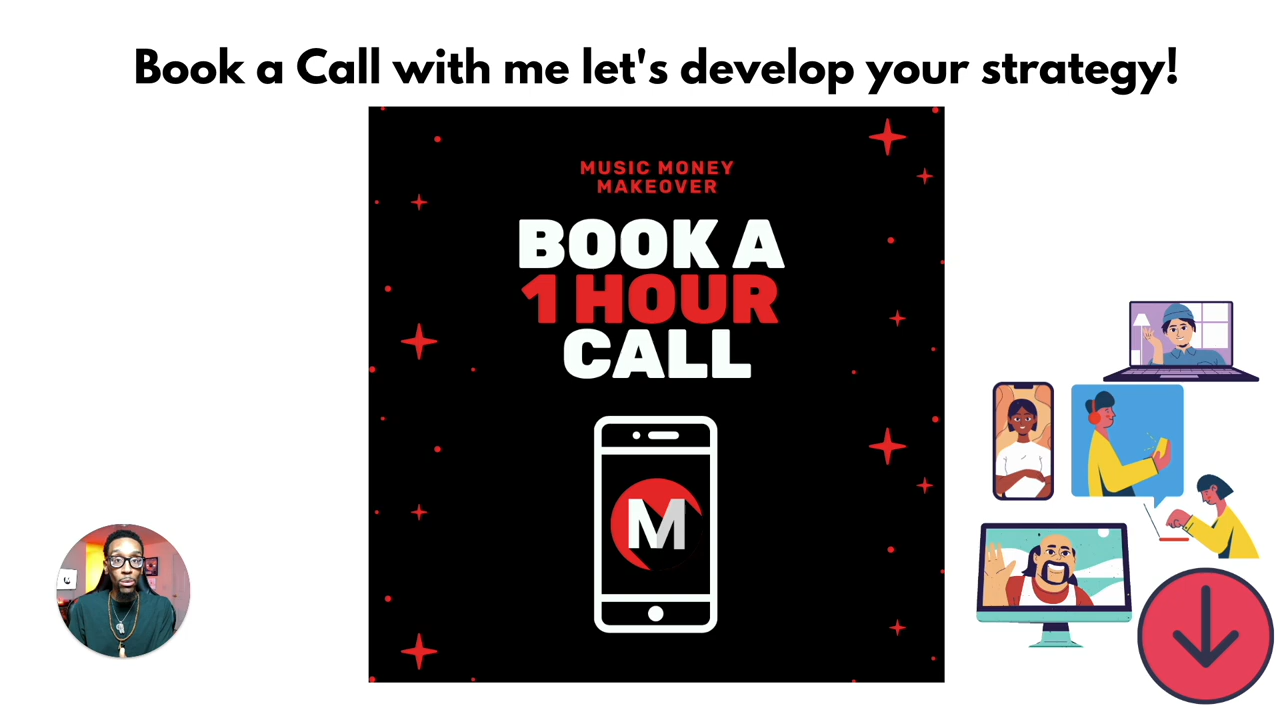 Book a Call with me let's develop your strategy!
MUSIC MONEY
MAKEOVER
BOOK A
1 HOUR
CALL
M